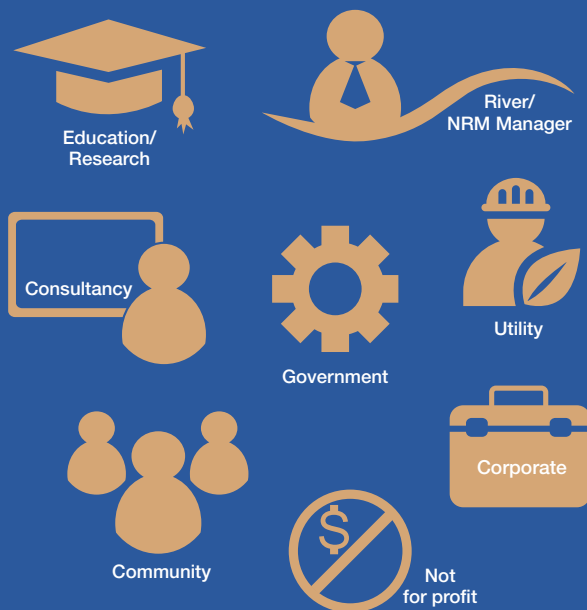 Education/
Research
River/
NRM Manager
Consultancy
Government
Utility
Corporate
Community
$
Not
for profit